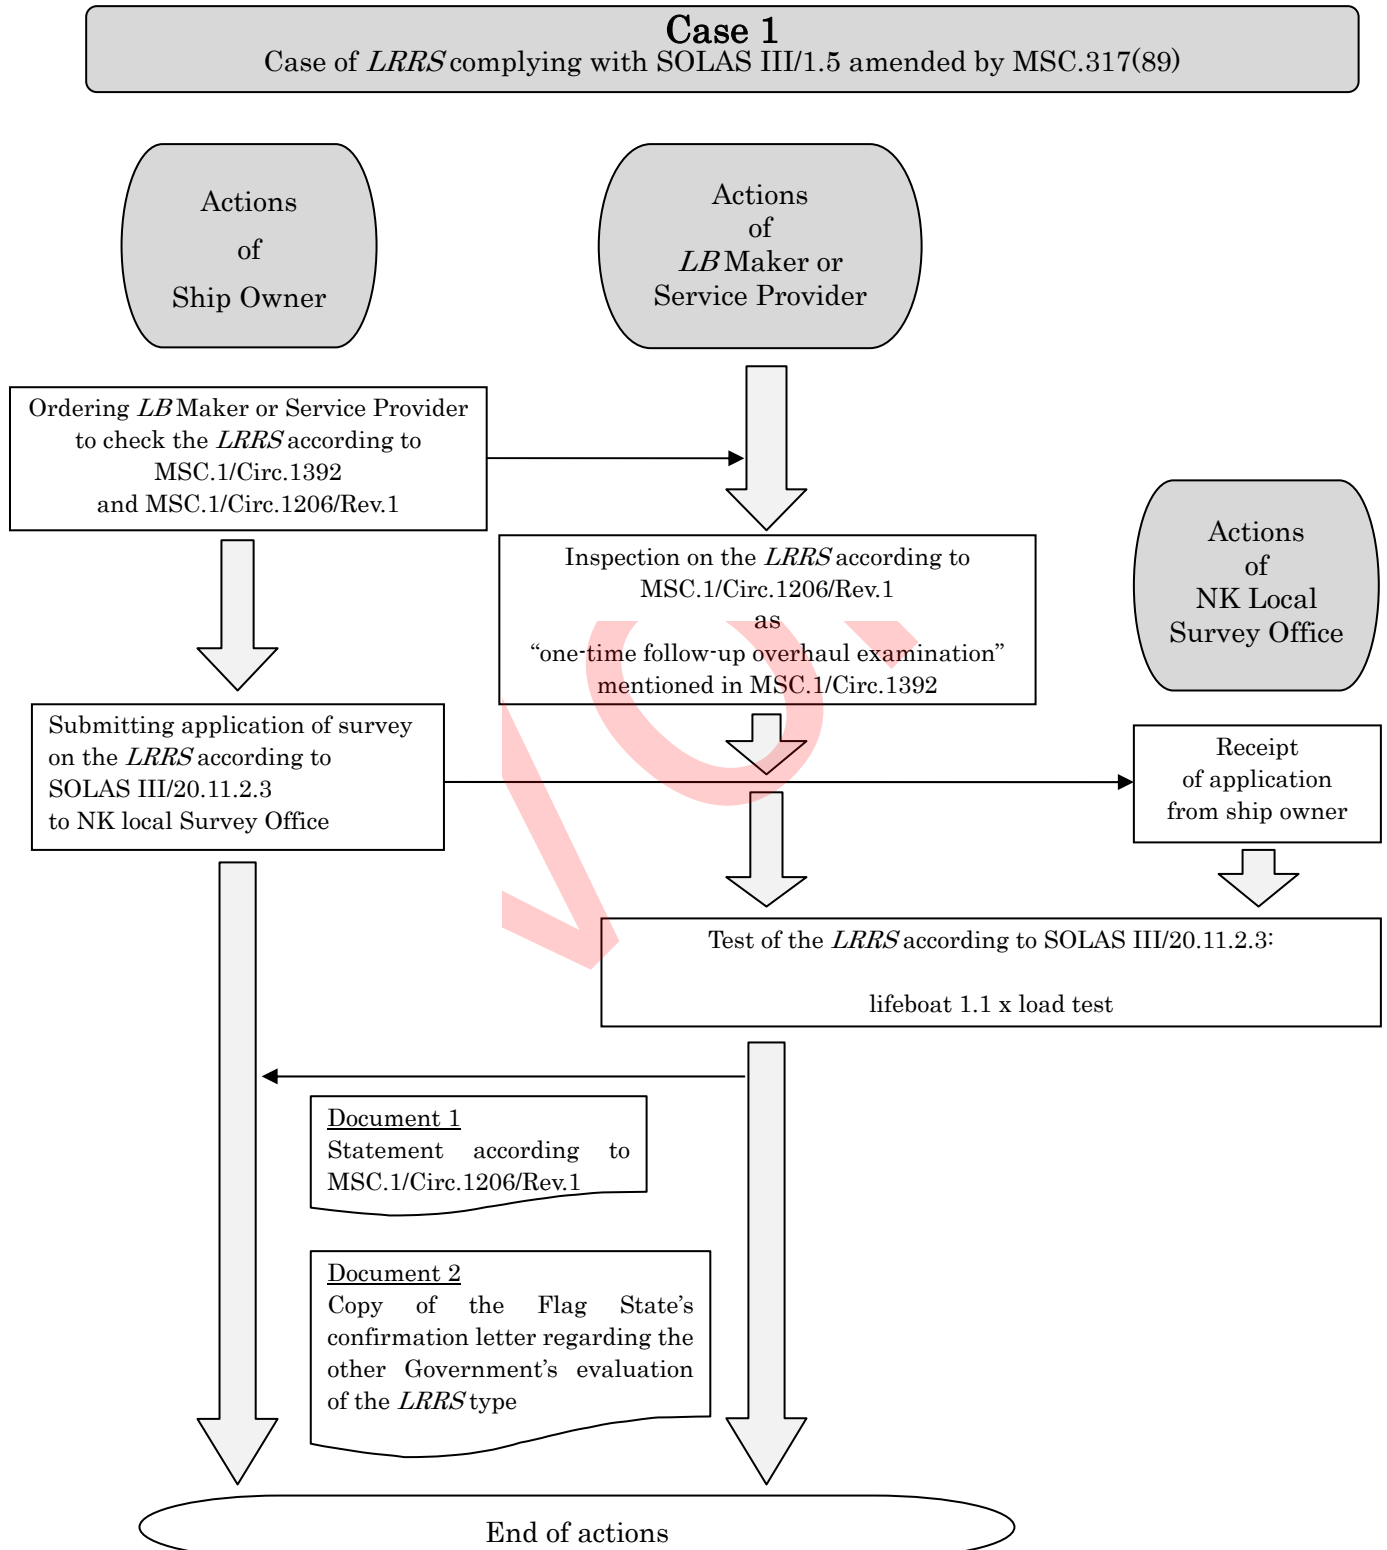 Case 1
Case of LRRS complying with SOLAS III/1.5 amended by MSC.317(89)
Actions
of
Ship Owner
Actions
of
LB Maker or
Service Provider
Ordering LB Maker or Service Provider
to check the LRRS according to
MSC.1/Circ.1392
and MSC.1/Circ.1206/Rev.1
Inspection on the LRRS according to
MSC.1/Circ.1206/Rev.1
as
“one-time follow-up overhaul examination”
mentioned in MSC.1/Circ.1392
Actions
of
NK Local
Survey Office
Submitting application of survey
on the LRRS according to
SOLAS III/20.11.2.3
to NK local Survey Office
Receipt
of application
from ship owner
Test of the LRRS according to SOLAS III/20.11.2.3:
lifeboat 1.1 x load test
Document 1
Statement according to
MSC.1/Circ.1206/Rev.1
Document 2
Copy of the Flag State’s
confirmation letter regarding the
other Government’s evaluation
of the LRRS type
End of actions